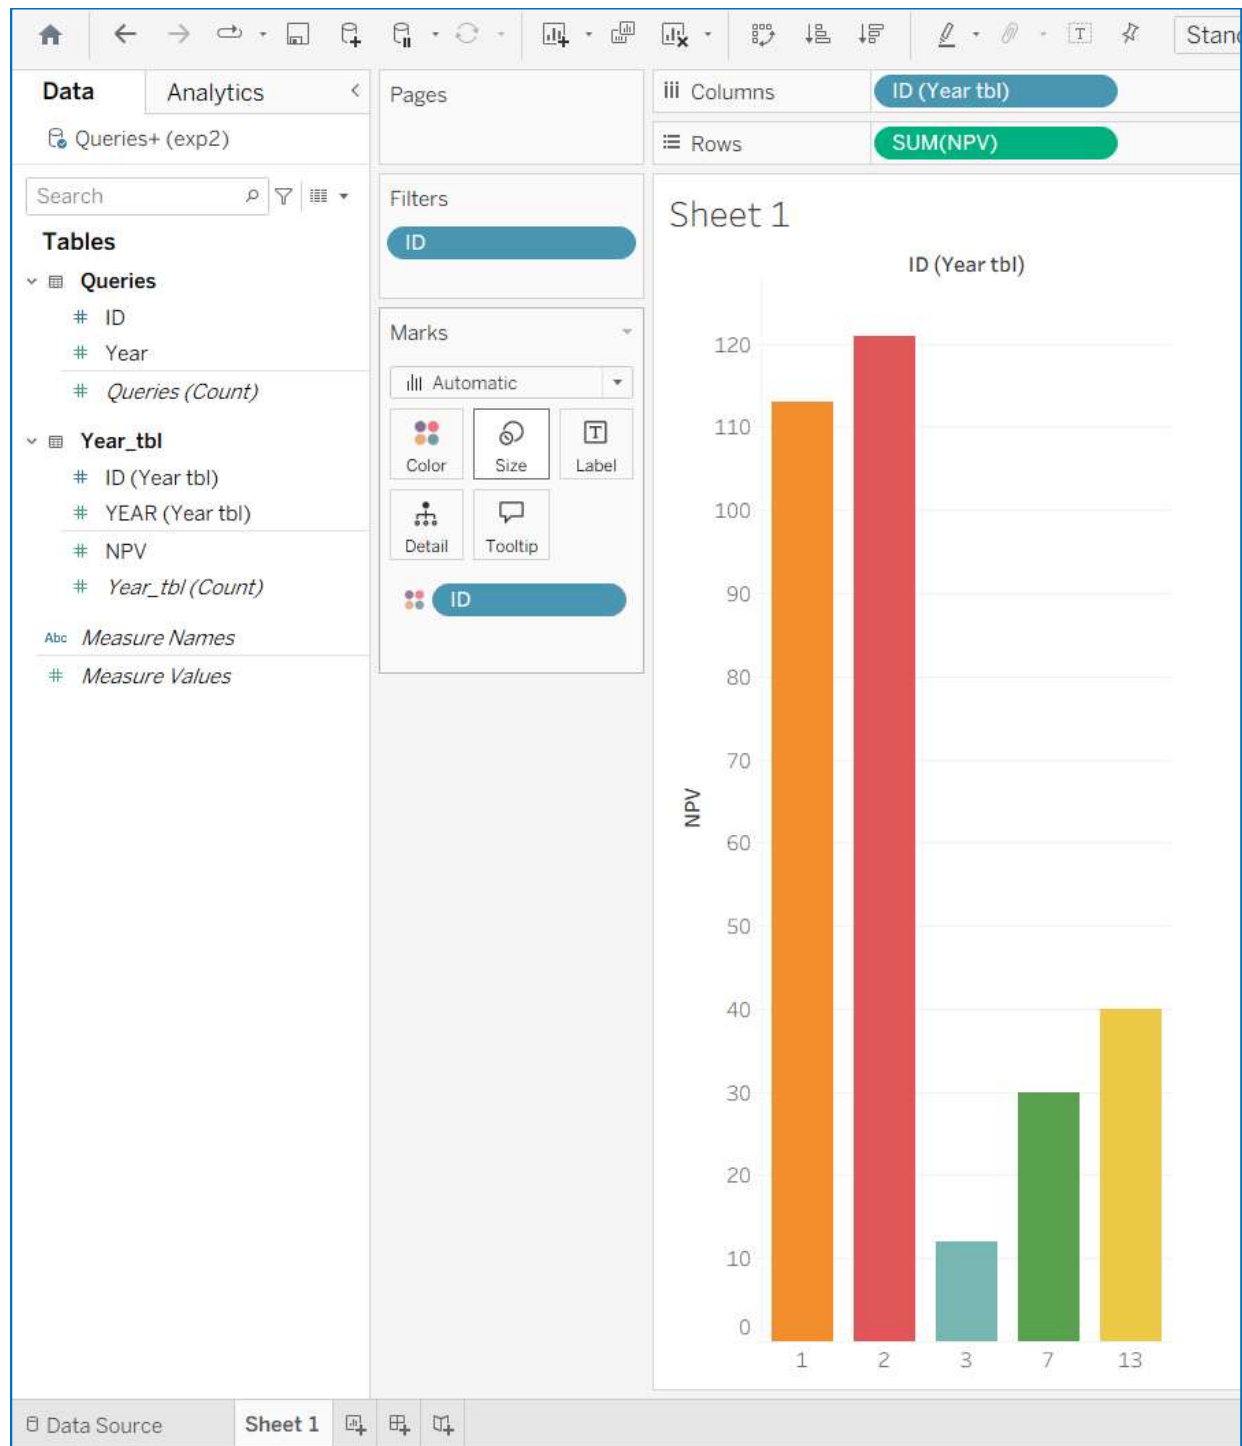 Stand
Data
Analytics
Queries+ (exp2)
Search
Tables
Queries
# ID
# Year
# Queries (Count)
Year_tbl
# ID (Year tbl)
# YEAR (Year tbl)
# NPV
# Year_tbl (Count)
Abc Measure Names
# Measure Values
Pages
Filters
ID
Marks
Automatic
Color
Size
T
Label
Detail
Tooltip
ID
iii Columns
ID (Year tbl)
Rows
SUM(NPV)
Sheet 1
ID (Year tbl)
120
110
100
90
80
70
60
50
40
30
20
10
0
NPV
1 2 3 7 13
Data Source
Sheet 1